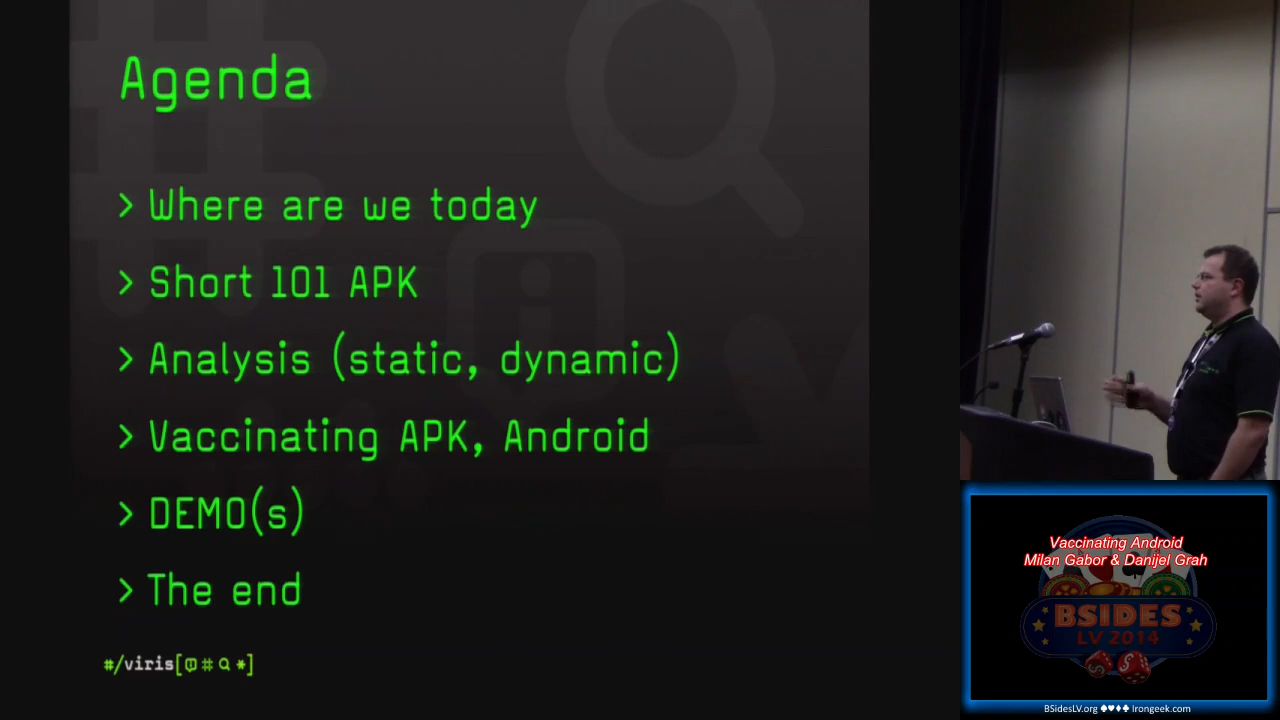 Agenda
> Where are we today
> Short 101 APK
> Analysis (static, dynamic)
> Vaccinating APK, Android
> DEMO(s)
> The end
#/viris[ # *]
Vaccinating Android
Milan Gabor & Danijel Grah
BSIDES
LV 2014
BSidesLV.org ♠♥♦♣ Irongeek.com